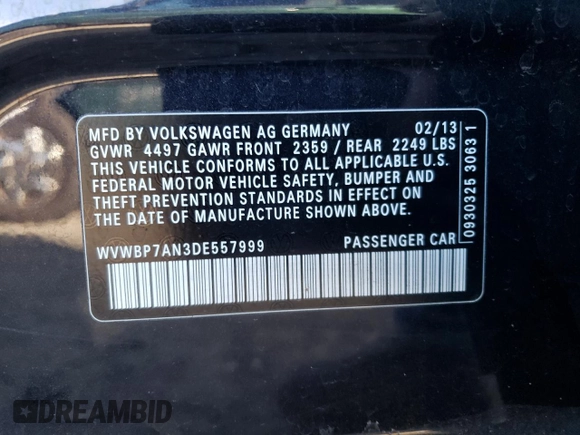 MFD BY VOLKSWAGEN AG GERMANY 02/13
GVWR 4497 GAWR FRONT 2359 / REAR 2249 LBS
THIS VEHICLE CONFORMS TO ALL APPLICABLE U.S.
FEDERAL MOTOR VEHICLE SAFETY, BUMPER AND
THEFT PREVENTION STANDARDS IN EFFECT ON
THE DATE OF MANUFACTURE SHOWN ABOVE.
WVWBP7AN3DE557999 PASSENGER CAR
0930325 30631
DREAMBID